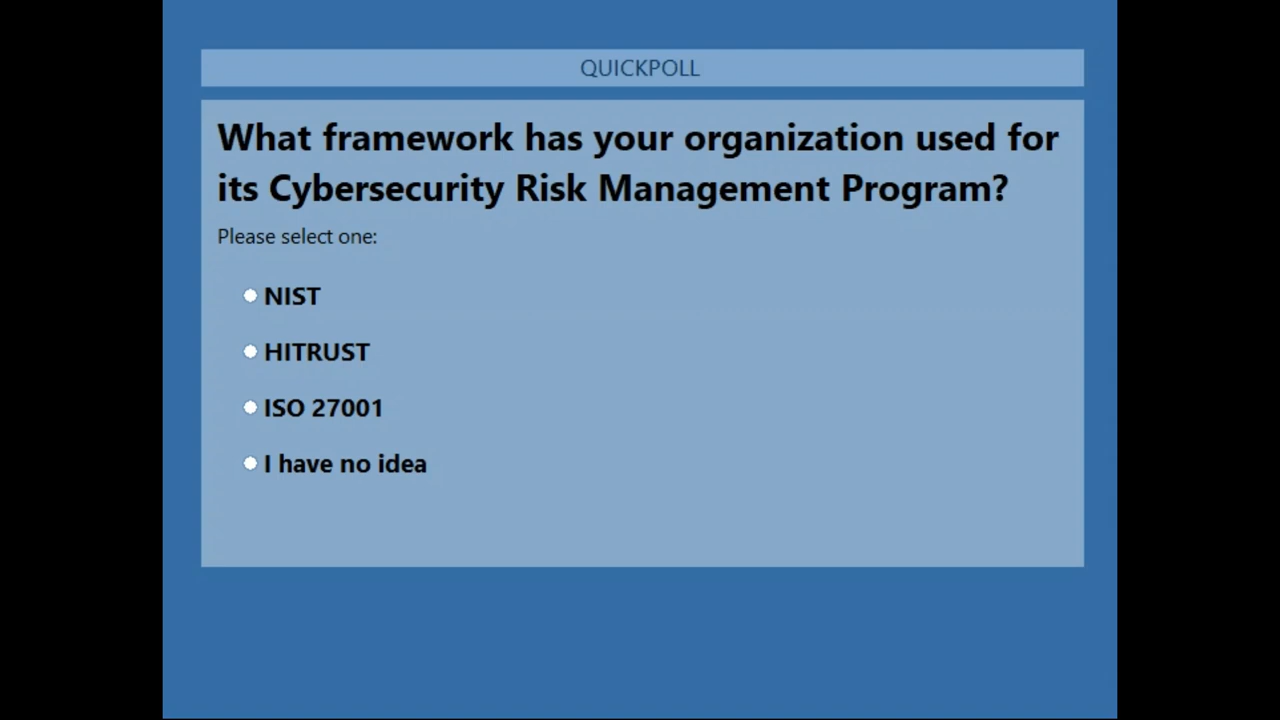 QUICKPOLL
What framework has your organization used for
its Cybersecurity Risk Management Program?
Please select one:
NIST
HITRUST
ISO 27001
I have no idea